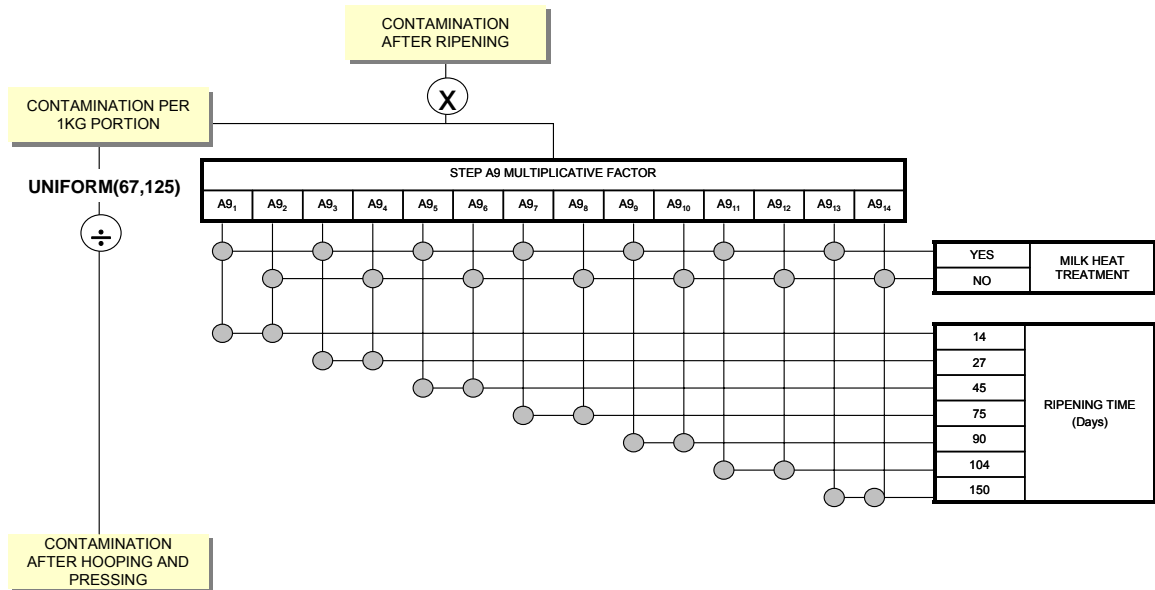 CONTAMINATION
AFTER RIPENING
X
CONTAMINATION PER
1KG PORTION
UNIFORM(67,125)
÷
STEP A9 MULTIPLICATIVE FACTOR
A9₁ A9₂ A9₃ A9₄ A9₅ A9₆ A9₇ A9₈ A9₉ A9₁₀ A9₁₁ A9₁₂ A9₁₃ A9₁₄
YES
NO
MILK HEAT
TREATMENT
14
27
45
75
90
104
150
RIPENING TIME
(Days)
CONTAMINATION
AFTER HOOPING AND
PRESSING